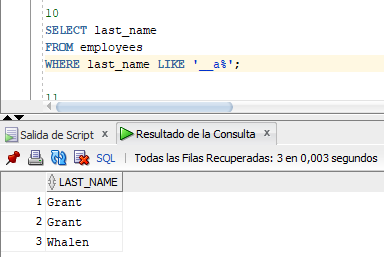 10
SELECT last_name
FROM employees
WHERE last_name LIKE '__a%';
11
Salida de Script x Resultado de la Consulta x
SQL | Todas las Filas Recuperadas: 3 en 0,003 segundos
LAST_NAME
1 Grant
2 Grant
3 Whalen